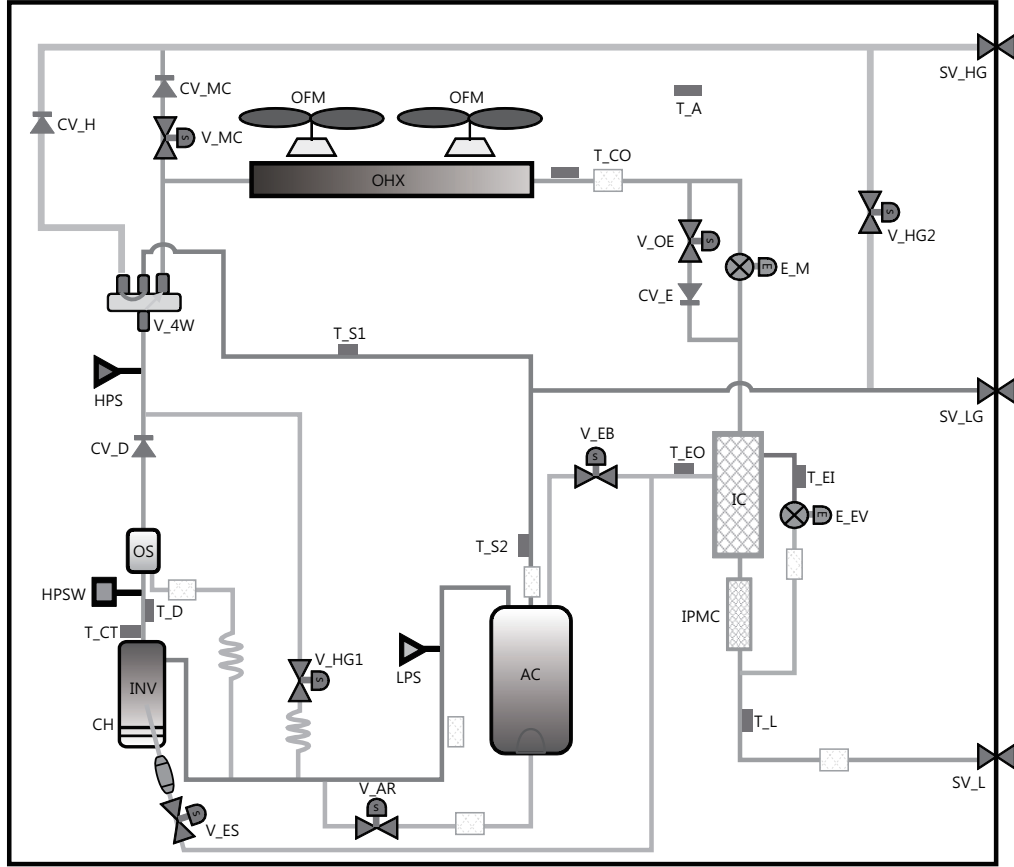 SV_HG
CV_MC
OFM
OFM
T_A
CV_H
S
V_MC
T_CO
OHX
S
V_HG2
V_OE
S
E
E_M
CV_E
V_4W
T_S1
HPS
SV_LG
V_EB
CV_D
S
T_EO
T_EI
IC
E
E_EV
OS
T_S2
HPSW
T_D
IPMC
T_CT
V_HG1
LPS
AC
S
INV
CH
T_L
SV_L
V_AR
S
S
V_ES